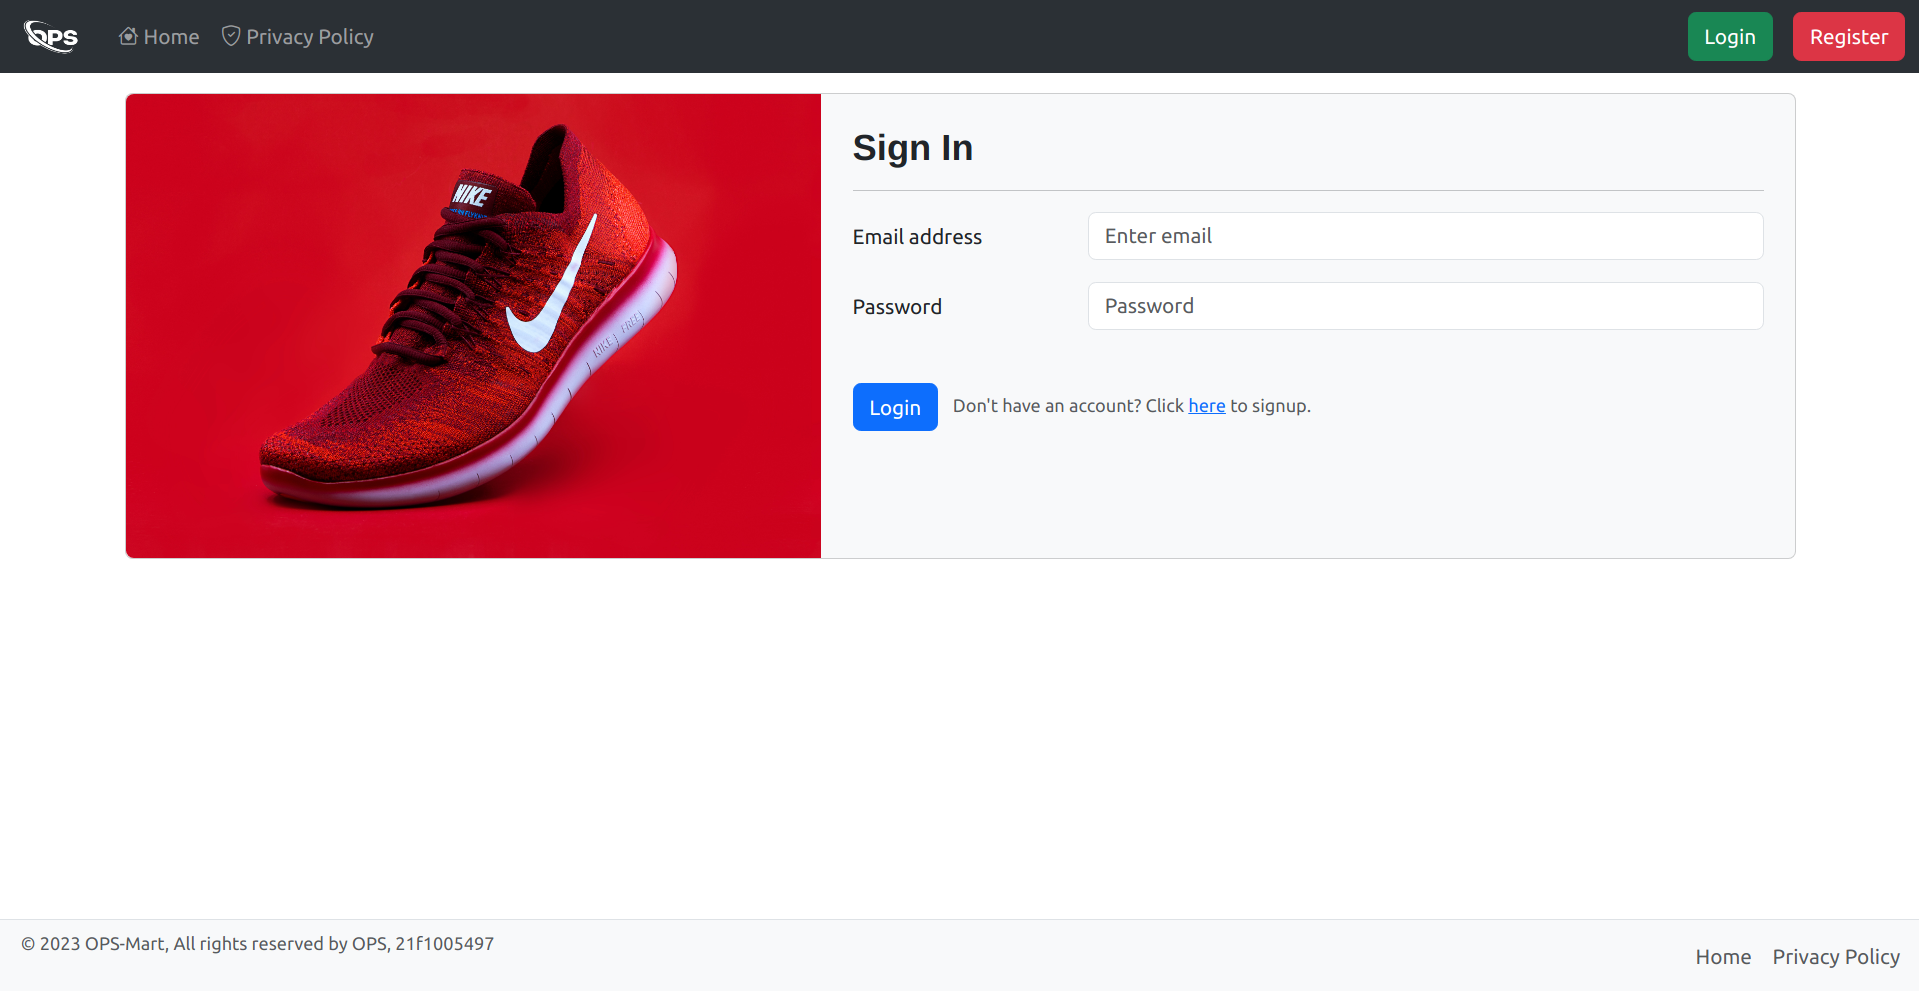 OPS Home Privacy Policy Login Register
NIKE
NIKE FREE
Sign In
Email address Enter email
Password Password
Login Don't have an account? Click here to signup.
© 2023 OPS-Mart, All rights reserved by OPS, 21f1005497
Home Privacy Policy